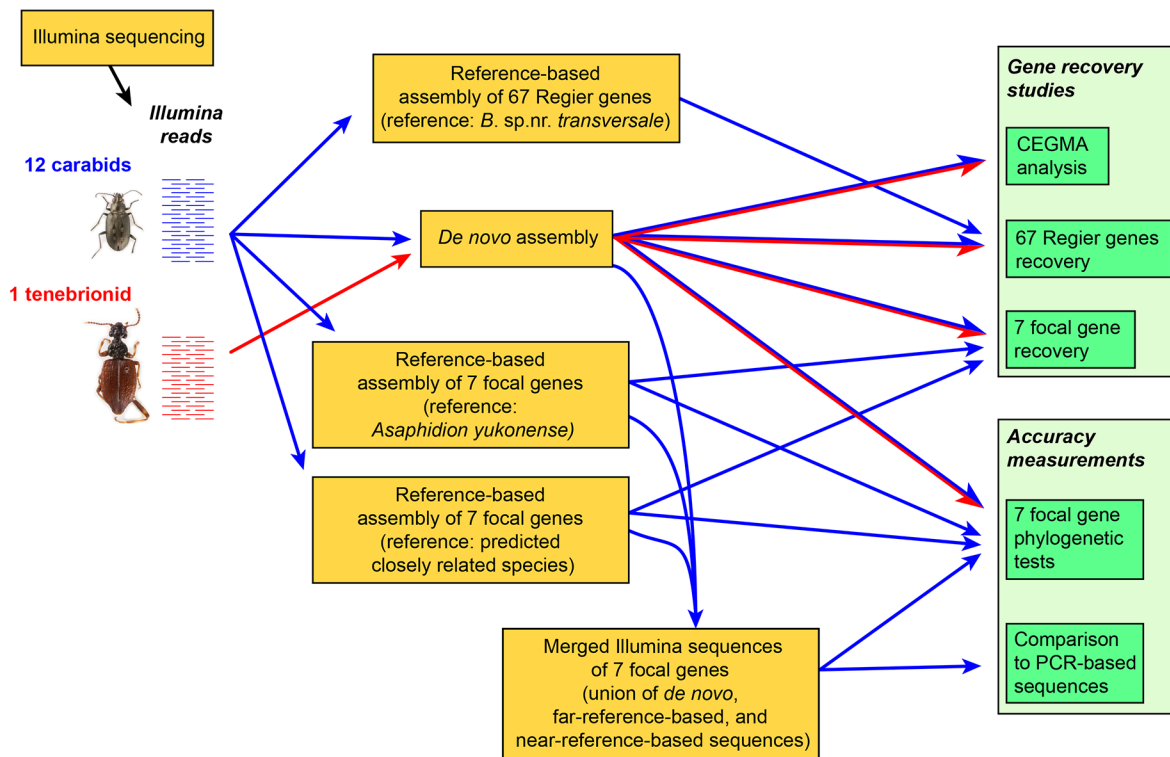 Illumina sequencing
Illumina
reads
12 carabids
1 tenebrionid
Reference-based
assembly of 67 Regier genes
(reference: B. sp.nr. transversale)
De novo assembly
Reference-based
assembly of 7 focal genes
(reference:
Asaphidion yukonense)
Reference-based
assembly of 7 focal genes
(reference: predicted
closely related species)
Merged Illumina sequences
of 7 focal genes
(union of de novo,
far-reference-based, and
near-reference-based sequences)
Gene recovery
studies
CEGMA
analysis
67 Regier genes
recovery
7 focal gene
recovery
Accuracy
measurements
7 focal gene
phylogenetic
tests
Comparison
to PCR-based
sequences